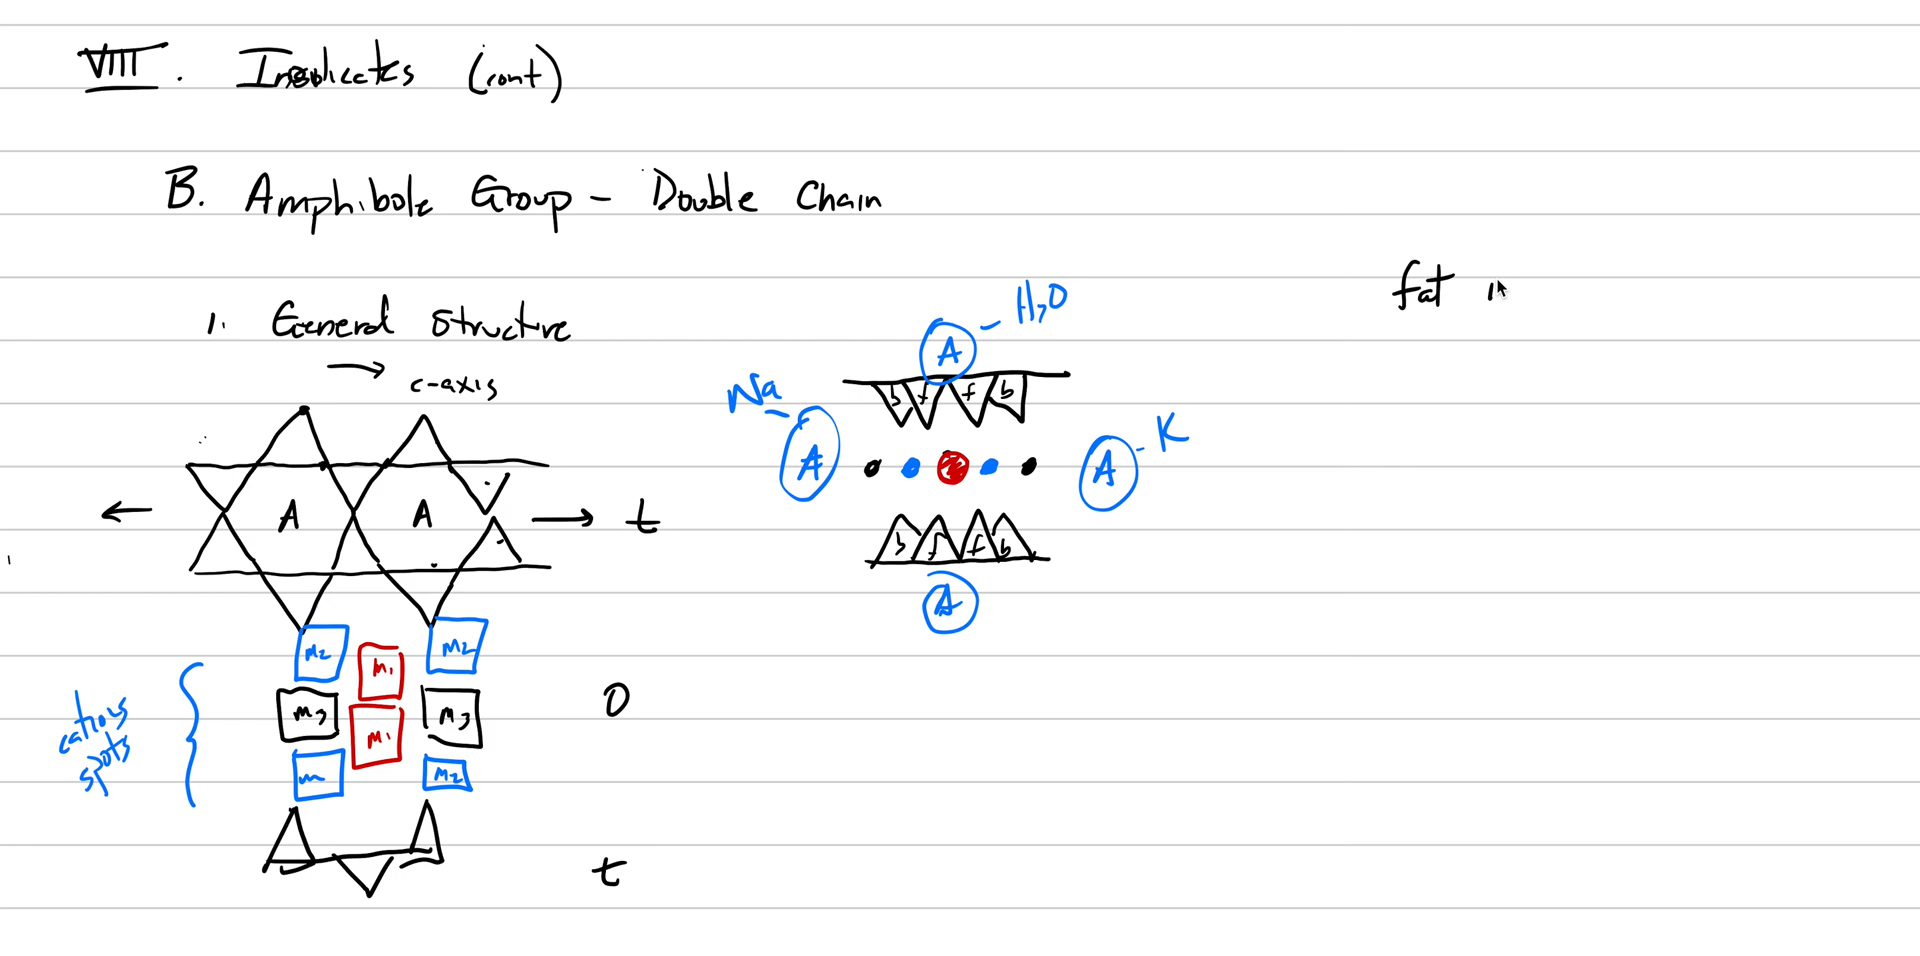 VIII. Inosilicates (cont)
B. Amphibole Group - Double Chain
1. General Structure
c-axis
A A
t
m2 m2
m1
m3 m3
m1
m m2
cations
spots
O
t
H2O
A
b f f b
Na
A
A
K
b f f b
A
fat